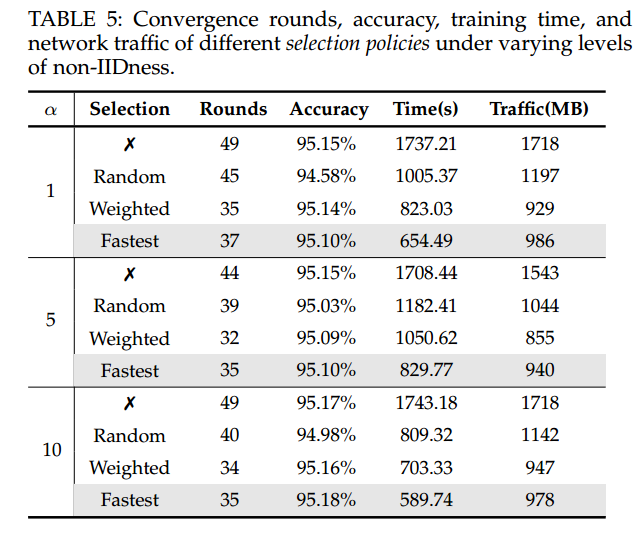 TABLE 5: Convergence rounds, accuracy, training time, and
network traffic of different selection policies under varying levels
of non-IIDness.
α Selection Rounds Accuracy Time(s) Traffic(MB)
✗ 49 95.15% 1737.21 1718
Random 45 94.58% 1005.37 1197
1
Weighted 35 95.14% 823.03 929
Fastest 37 95.10% 654.49 986
✗ 44 95.15% 1708.44 1543
Random 39 95.03% 1182.41 1044
5
Weighted 32 95.09% 1050.62 855
Fastest 35 95.10% 829.77 940
✗ 49 95.17% 1743.18 1718
Random 40 94.98% 809.32 1142
10
Weighted 34 95.16% 703.33 947
Fastest 35 95.18% 589.74 978